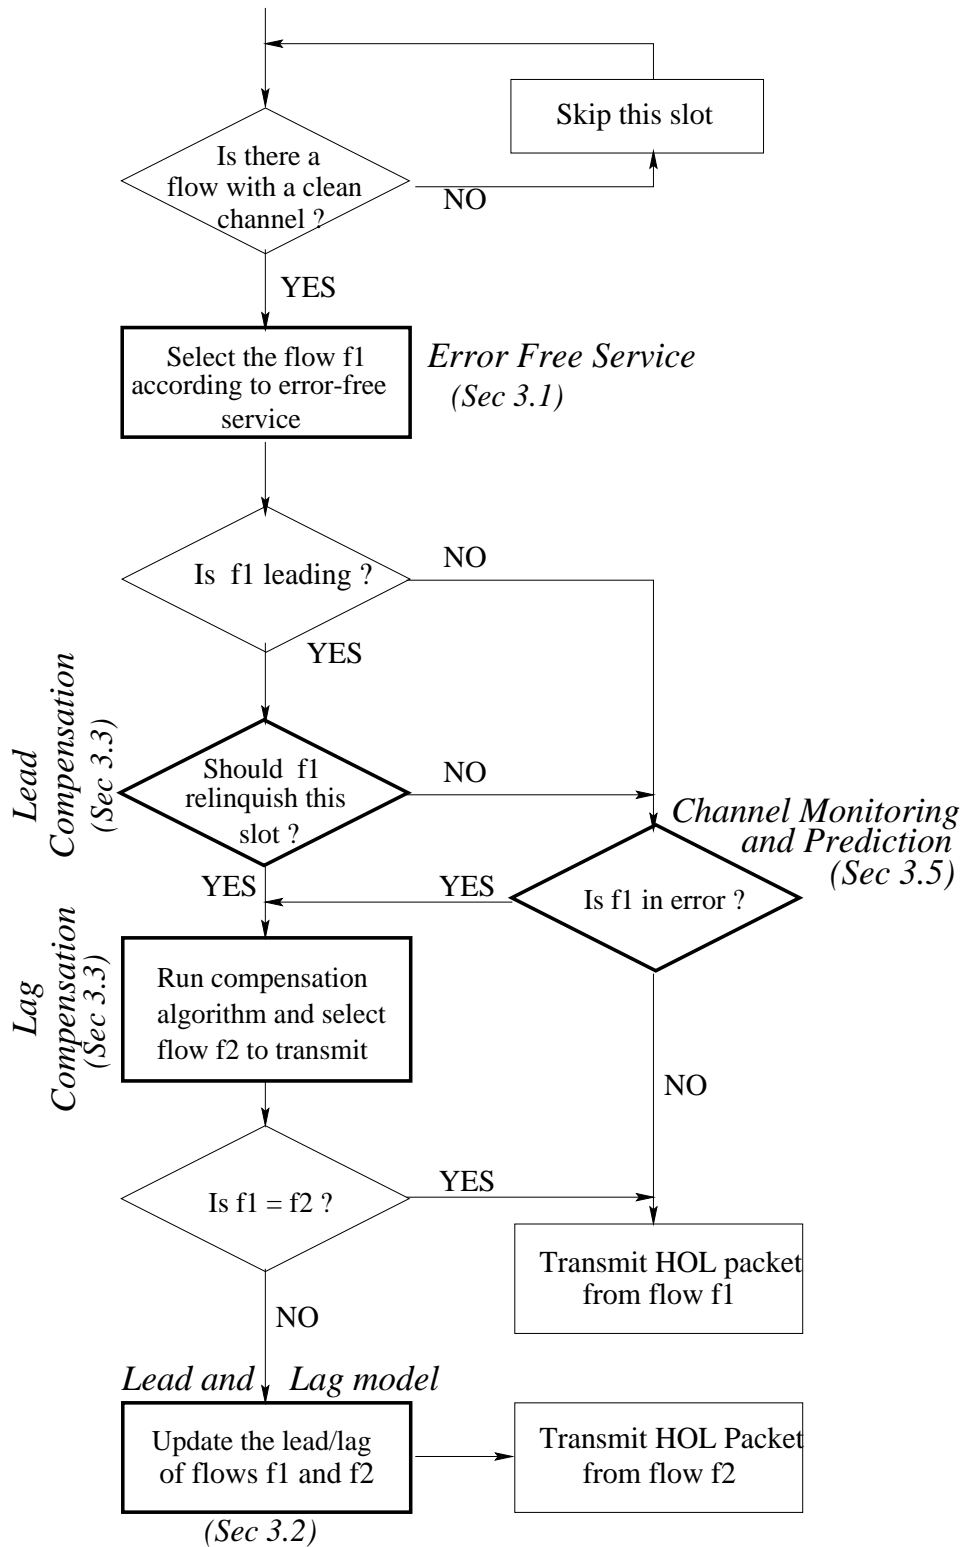 Skip this slot
Is there a
flow with a clean
channel ?
NO
YES
Select the flow f1
according to error-free
service
Error Free Service
(Sec 3.1)
Is f1 leading ?
NO
YES
Lead
Compensation
(Sec 3.3)
Should f1
relinquish this
slot ?
NO
Channel Monitoring
and Prediction
(Sec 3.5)
YES
YES
Is f1 in error ?
Lag
Compensation
(Sec 3.3)
Run compensation
algorithm and select
flow f2 to transmit
NO
Is f1 = f2 ?
YES
Transmit HOL packet
from flow f1
NO
Lead and Lag model
Update the lead/lag
of flows f1 and f2
(Sec 3.2)
Transmit HOL Packet
from flow f2